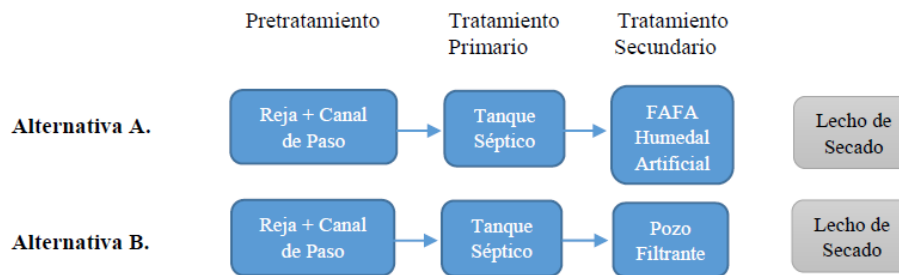 Pretratamiento
Tratamiento
Primario
Tratamiento
Secundario
Alternativa A.
Reja + Canal
de Paso
Tanque
Séptico
FAFA
Humedal
Artificial
Lecho de
Secado
Alternativa B.
Reja + Canal
de Paso
Tanque
Séptico
Pozo
Filtrante
Lecho de
Secado